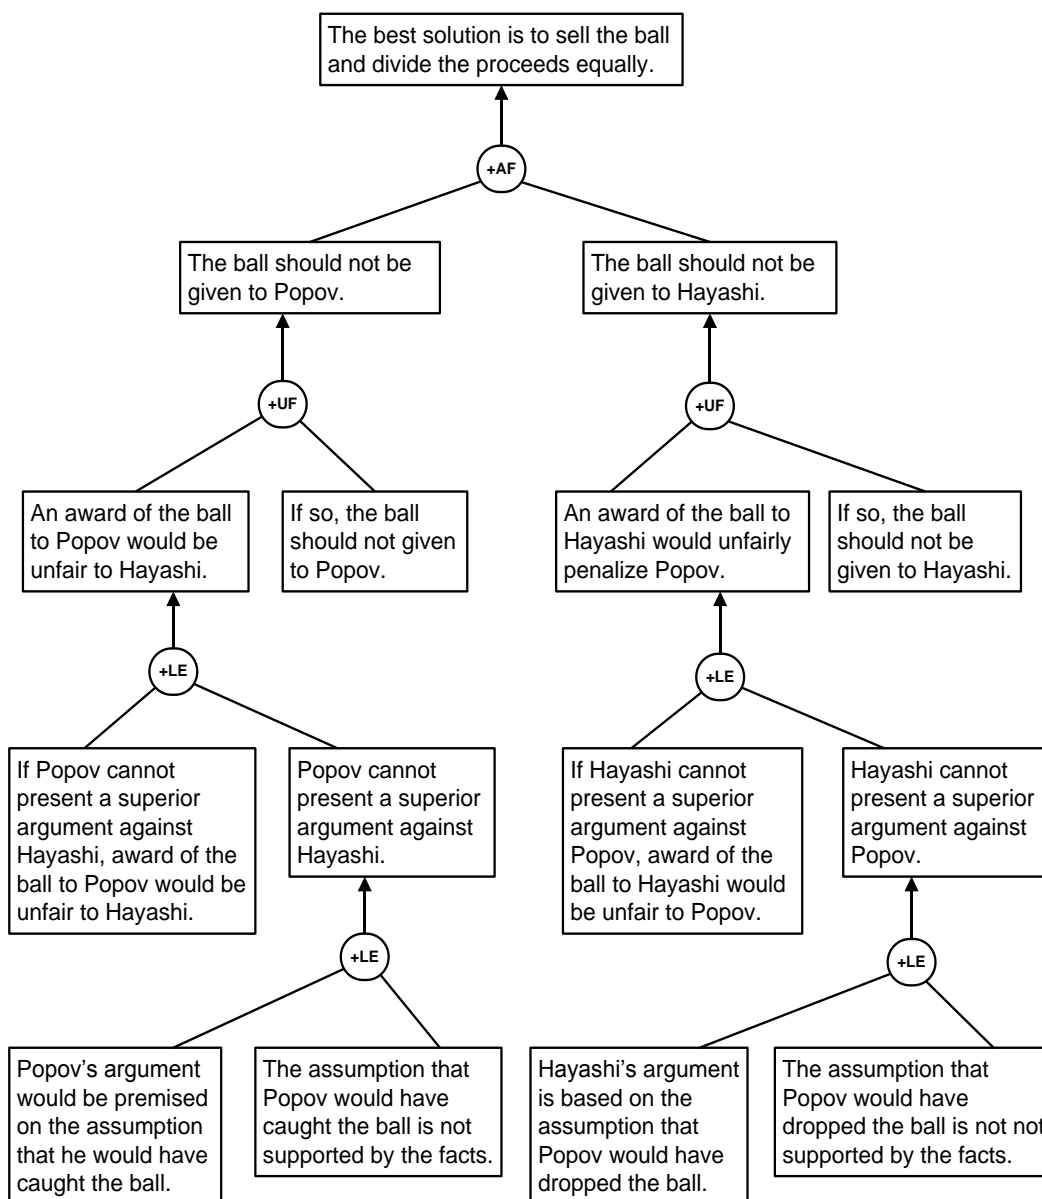 The best solution is to sell the ball
and divide the proceeds equally.
+AF
The ball should not be
given to Popov.
The ball should not be
given to Hayashi.
+UF
+UF
An award of the ball
to Popov would be
unfair to Hayashi.
If so, the ball
should not given
to Popov.
An award of the ball to
Hayashi would unfairly
penalize Popov.
If so, the ball
should not be
given to Hayashi.
+LE
+LE
If Popov cannot
present a superior
argument against
Hayashi, award of the
ball to Popov would be
unfair to Hayashi.
Popov cannot
present a superior
argument against
Hayashi.
If Hayashi cannot
present a superior
argument against
Popov, award of the
ball to Hayashi would
be unfair to Popov.
Hayashi cannot
present a superior
argument against
Popov.
+LE
+LE
Popov’s argument
would be premised
on the assumption
that he would have
caught the ball.
The assumption that
Popov would have
caught the ball is not
supported by the facts.
Hayashi’s argument
is based on the
assumption that
Popov would have
dropped the ball.
The assumption that
Popov would have
dropped the ball is not not
supported by the facts.